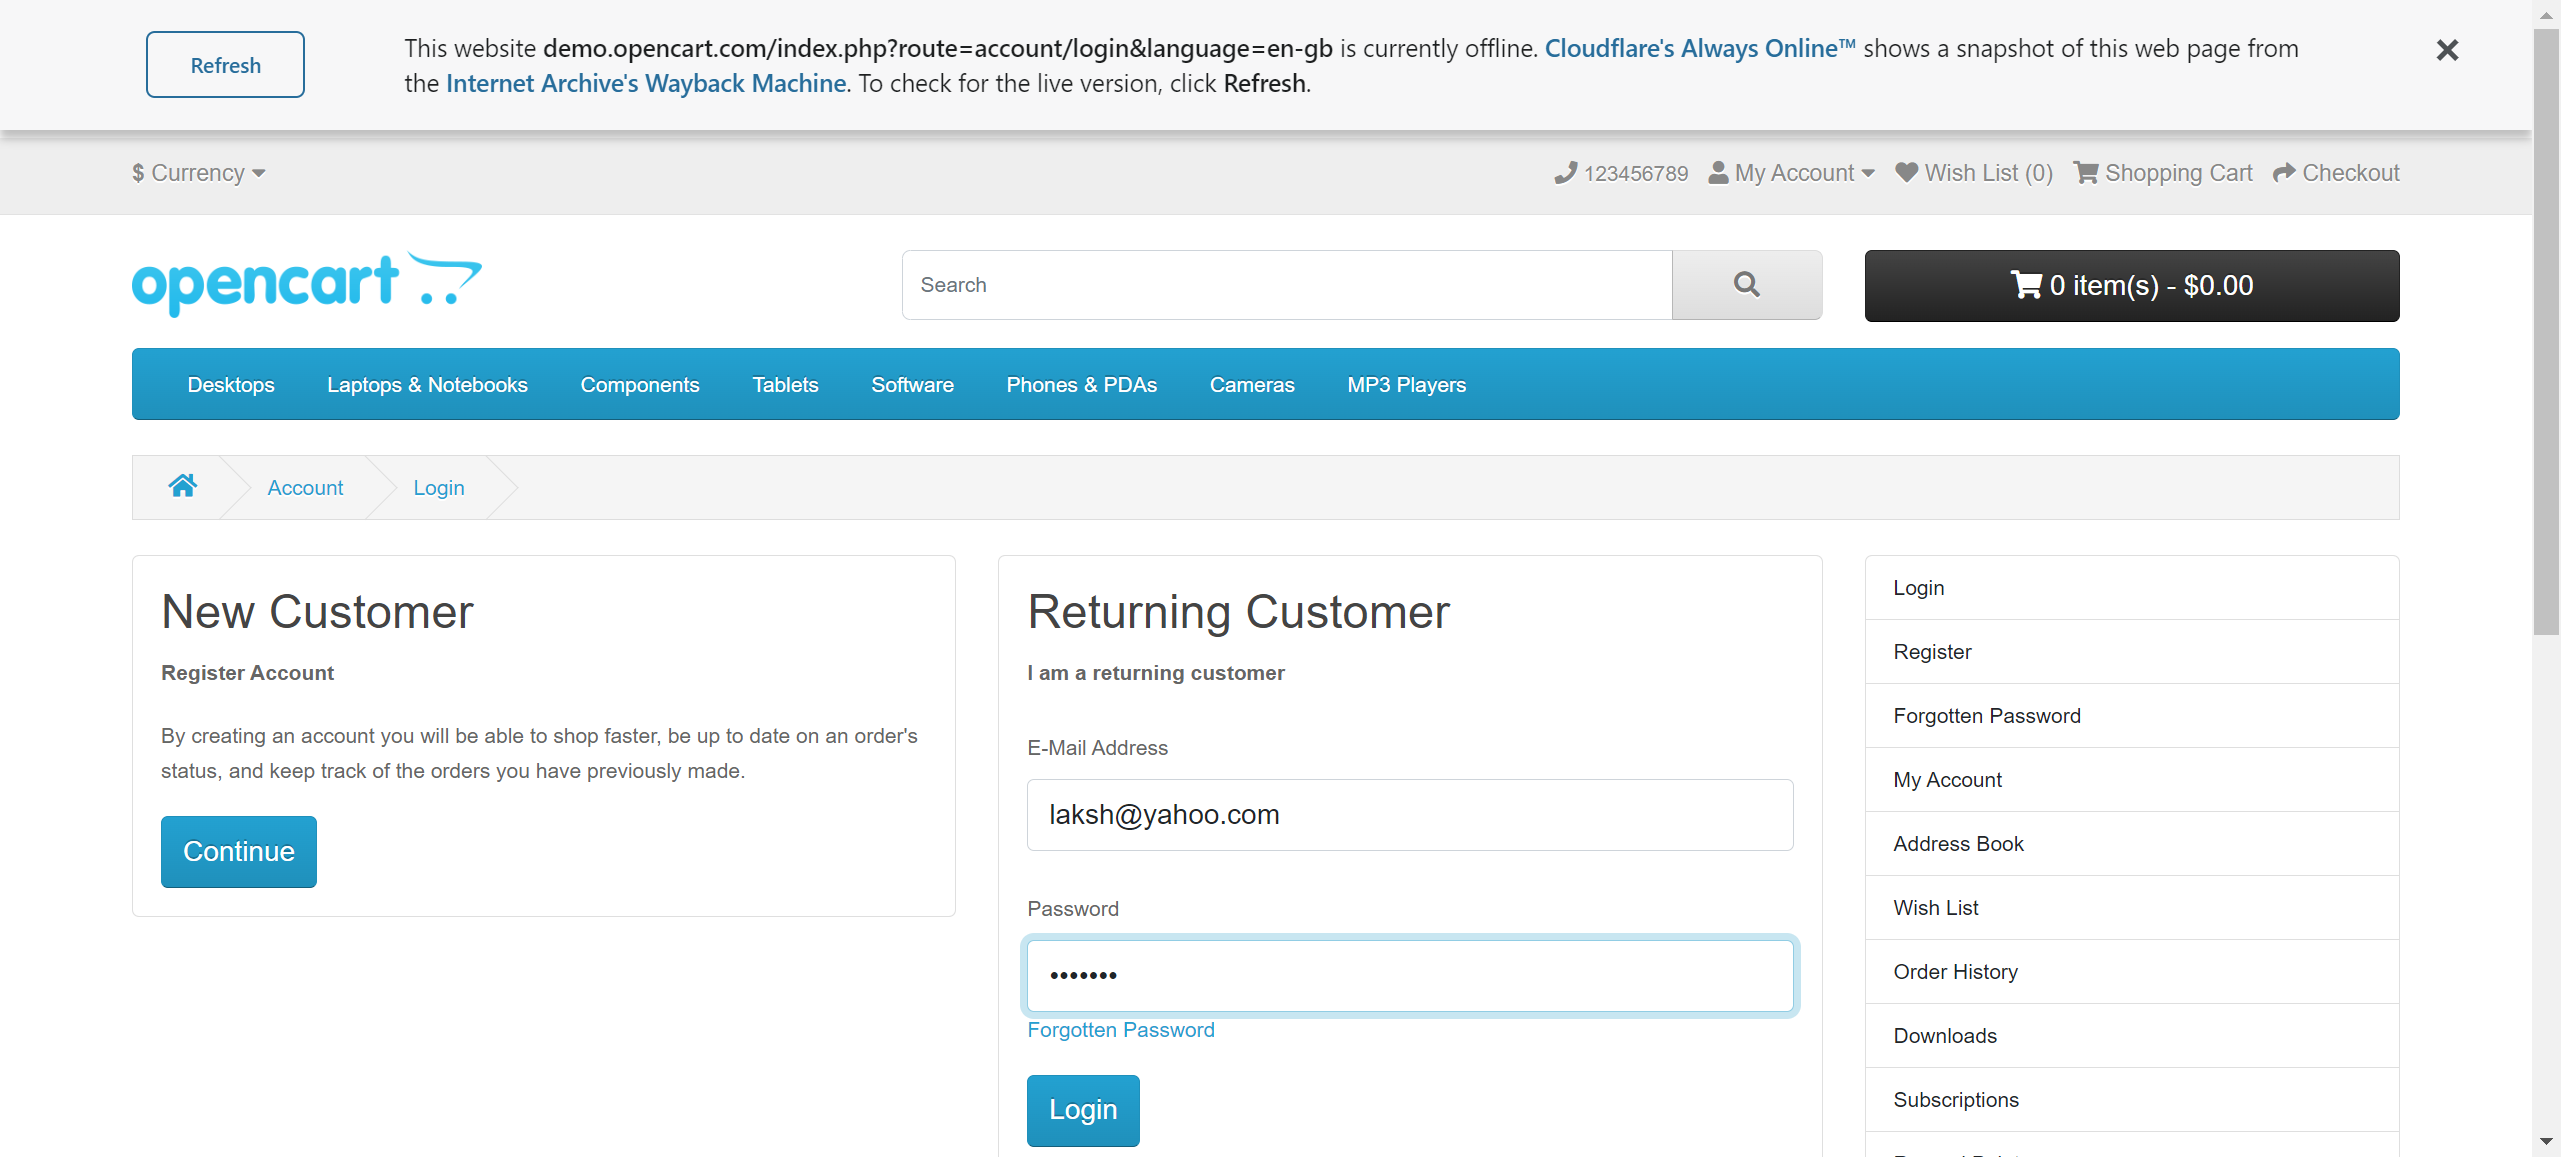 Refresh
This website demo.opencart.com/index.php?route=account/login&language=en-gb is currently offline. Cloudflare's Always Online™ shows a snapshot of this web page from
the Internet Archive's Wayback Machine. To check for the live version, click Refresh.
$ Currency
123456789 My Account Wish List (0) Shopping Cart Checkout
opencart
Search
0 item(s) - $0.00
Desktops Laptops & Notebooks Components Tablets Software Phones & PDAs Cameras MP3 Players
Account Login
New Customer
Register Account
By creating an account you will be able to shop faster, be up to date on an order's
status, and keep track of the orders you have previously made.
Continue
Returning Customer
I am a returning customer
E-Mail Address
laksh@yahoo.com
Password
•••••••
Forgotten Password
Login
Login
Register
Forgotten Password
My Account
Address Book
Wish List
Order History
Downloads
Subscriptions